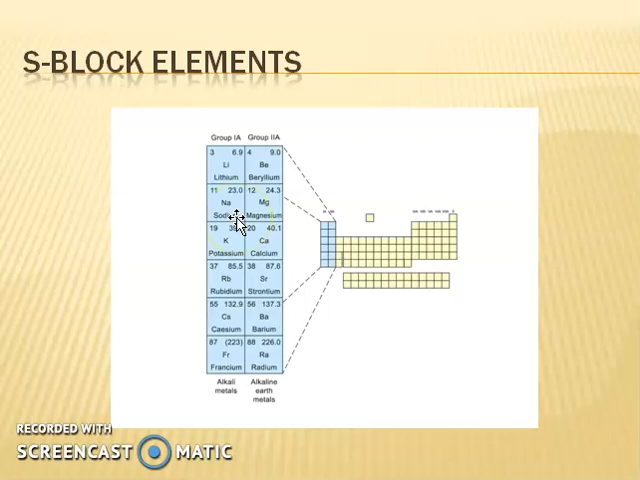 S-BLOCK ELEMENTS
Group IA Group IIA
3 6.9 4 9.0
Li Be
Lithium Beryllium
11 23.0 12 24.3
Na Mg
Magnesium
19 20 40.1
K Ca
Potassium Calcium
37 85.5 38 87.6
Rb Sr
Rubidium Strontium
55 132.9 56 137.3
Cs Ba
Caesium Barium
87 (223) 88 226.0
Fr Ra
Francium Radium
Alkali Alkaline
metals earth
metals
RECORDED WITH
SCREENCAST MATIC